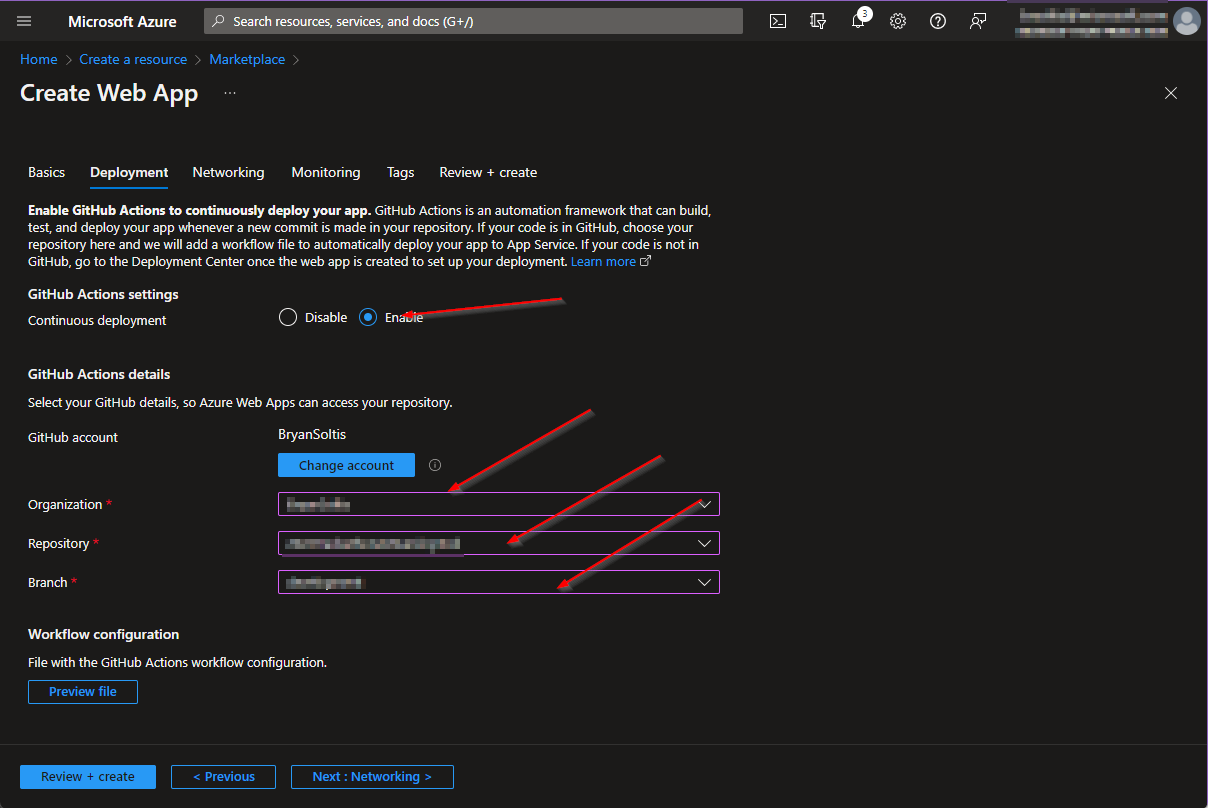 Microsoft Azure
Search resources, services, and docs (G+/)
3
Home > Create a resource > Marketplace >
Create Web App ...
Basics Deployment Networking Monitoring Tags Review + create
Enable GitHub Actions to continuously deploy your app. GitHub Actions is an automation framework that can build,
test, and deploy your app whenever a new commit is made in your repository. If your code is in GitHub, choose your
repository here and we will add a workflow file to automatically deploy your app to App Service. If your code is not in
GitHub, go to the Deployment Center once the web app is created to set up your deployment. Learn more
GitHub Actions settings
Continuous deployment Disable Enable
GitHub Actions details
Select your GitHub details, so Azure Web Apps can access your repository.
GitHub account BryanSoltis
Change account
Organization *
Repository *
Branch *
Workflow configuration
File with the GitHub Actions workflow configuration.
Preview file
Review + create < Previous Next : Networking >